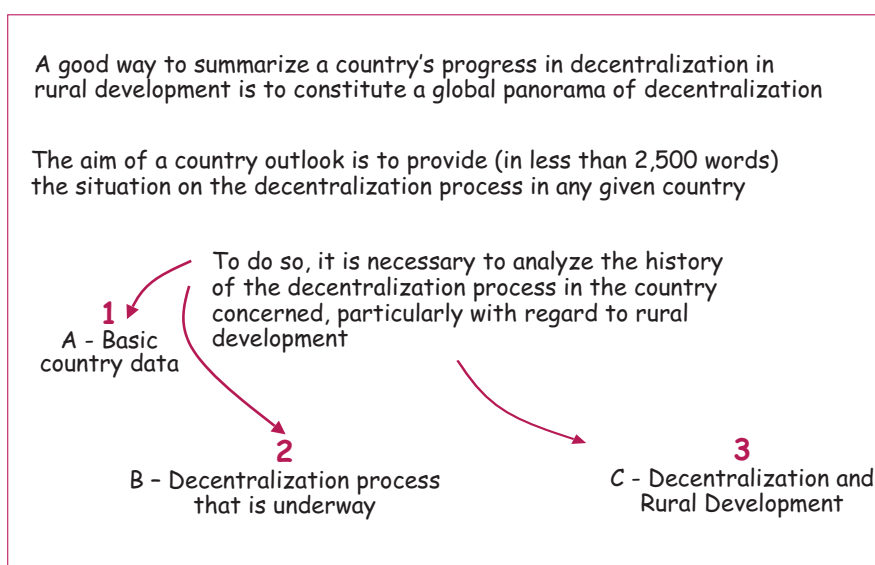 A good way to summarize a country’s progress in decentralization in
rural development is to constitute a global panorama of decentralization
The aim of a country outlook is to provide (in less than 2,500 words)
the situation on the decentralization process in any given country
To do so, it is necessary to analyze the history
of the decentralization process in the country
concerned, particularly with regard to rural
development
1
A - Basic
country data
2
B – Decentralization process
that is underway
3
C - Decentralization and
Rural Development